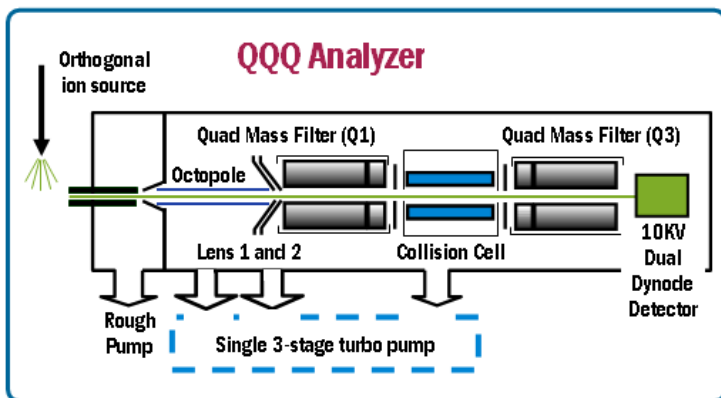 QQQ Analyzer
Orthogonal
ion source
Quad Mass Filter (Q1)
Quad Mass Filter (Q3)
Octopole
Lens 1 and 2
Collision Cell
10KV
Dual
Dynode
Detector
Rough
Pump
Single 3-stage turbo pump